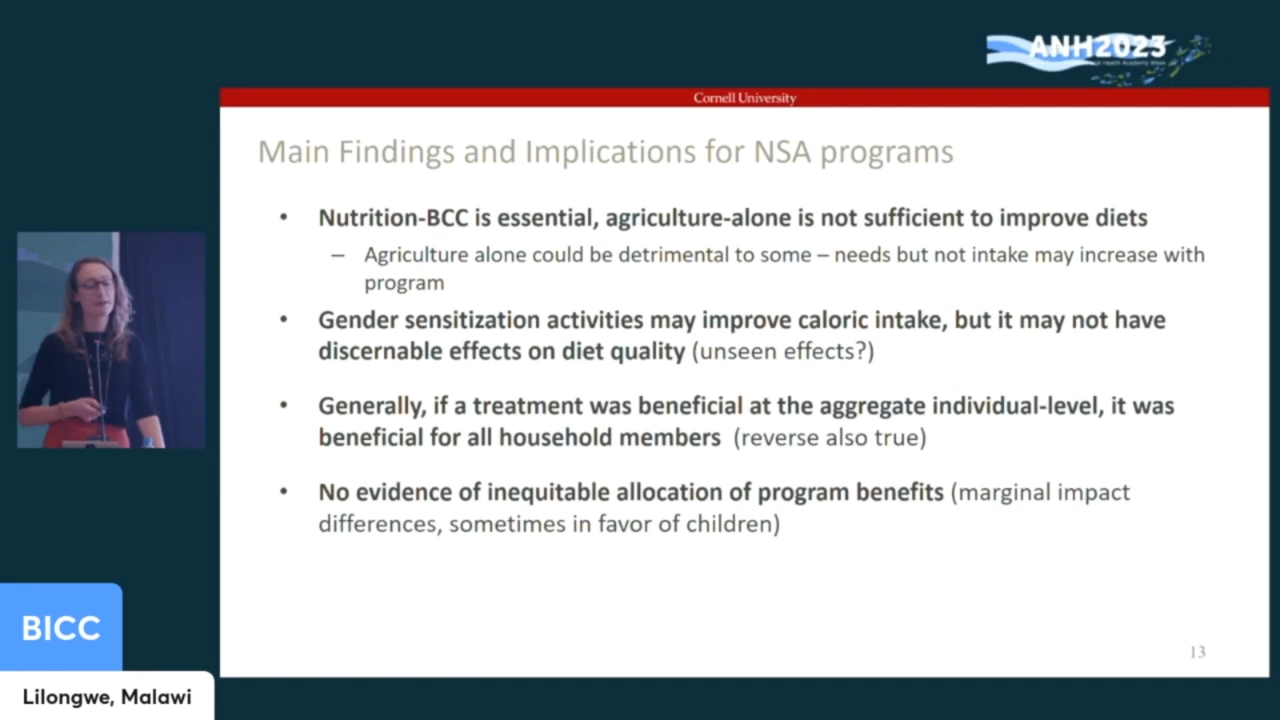 ANH2023
Cornell University
Main Findings and Implications for NSA programs
• Nutrition-BCC is essential, agriculture-alone is not sufficient to improve diets
– Agriculture alone could be detrimental to some – needs but not intake may increase with
program
• Gender sensitization activities may improve caloric intake, but it may not have
discernable effects on diet quality (unseen effects?)
• Generally, if a treatment was beneficial at the aggregate individual-level, it was
beneficial for all household members (reverse also true)
• No evidence of inequitable allocation of program benefits (marginal impact
differences, sometimes in favor of children)
13
BICC
Lilongwe, Malawi